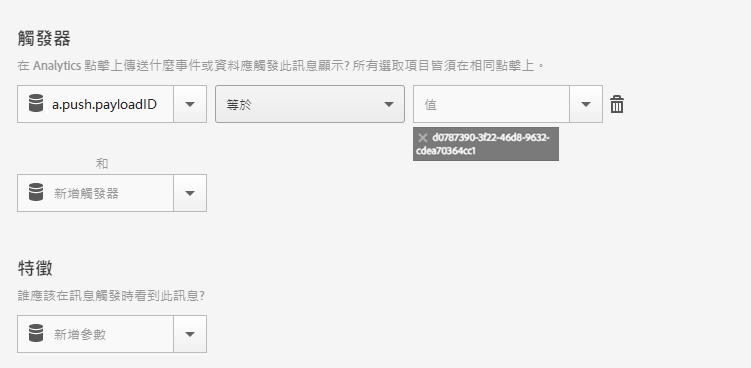 觸發器
在 Analytics 點擊上傳送什麼事件或資料應觸發此訊息顯示? 所有選取項目皆須在相同點擊上。
a.push.payloadID 等於 值
d0787390-3f22-46d8-9632-
cdea70364cc1
和
新增觸發器
特徵
誰應該在訊息觸發時看到此訊息?
新增參數